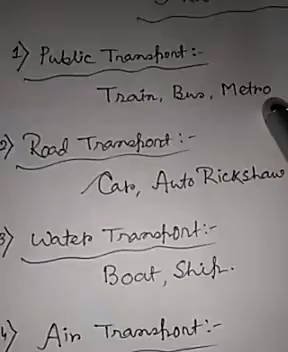 1) Public Transport:-
Train, Bus, Metro
2) Road Transport:-
Car, Auto Rickshaw
3) Water Transport:-
Boat, Ship.
4) Air Transport:-